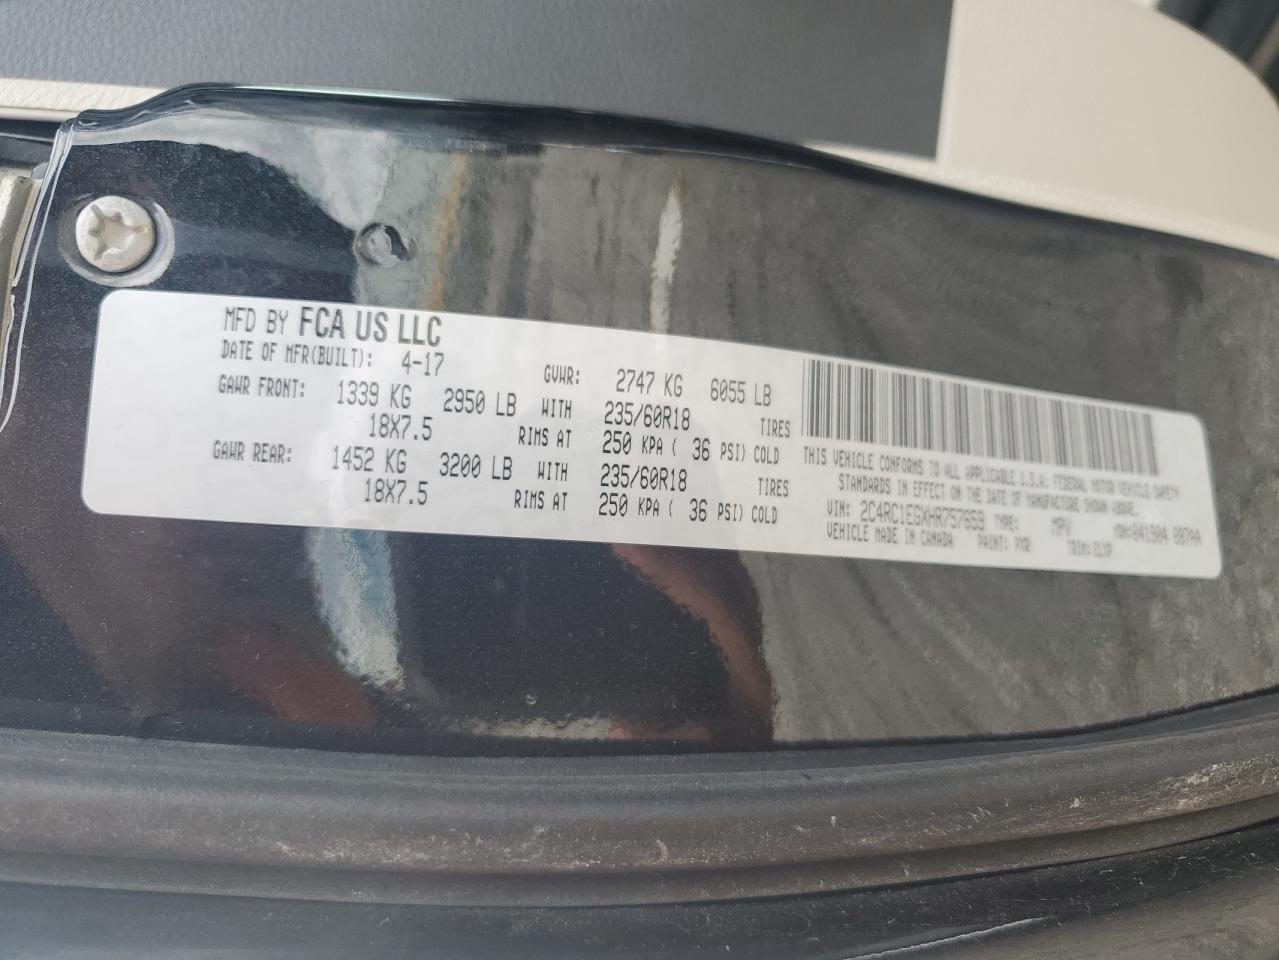 MFD BY FCA US LLC
DATE OF MFR(BUILT): 4-17 GVWR: 2747 KG 6055 LB
GAWR FRONT: 1339 KG 2950 LB WITH 235/60R18 TIRES
18X7.5 RIMS AT 250 KPA ( 36 PSI) COLD
GAWR REAR: 1452 KG 3200 LB WITH 235/60R18 TIRES
18X7.5 RIMS AT 250 KPA ( 36 PSI) COLD
THIS VEHICLE CONFORMS TO ALL APPLICABLE U.S.A. FEDERAL MOTOR VEHICLE SAFETY
STANDARDS IN EFFECT ON THE DATE OF MANUFACTURE SHOWN ABOVE.
VIN: 2C4RC1EGXHR757659 TYPE: MPV MDH:041904 087AA
VEHICLE MADE IN CANADA PAINT: PXR TRIM: